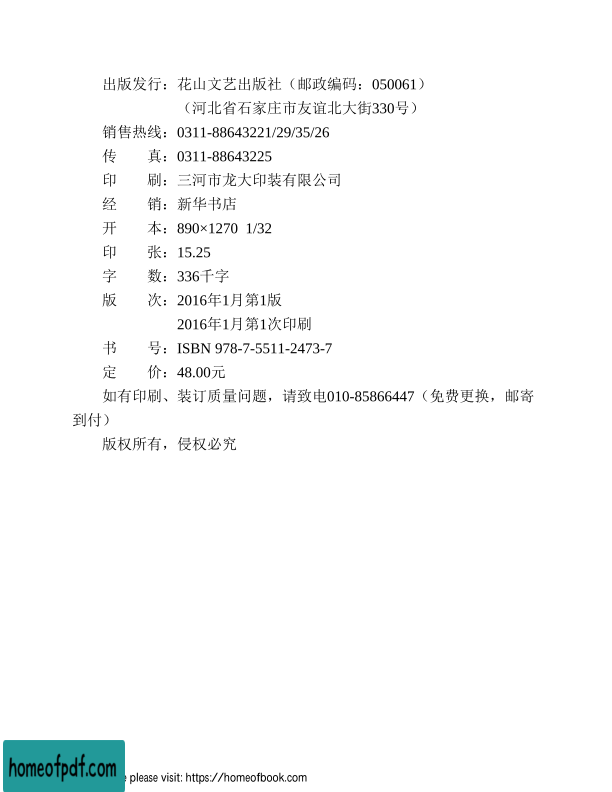 出版发行：花山文艺出版社（邮政编码：050061）
（河北省石家庄市友谊北大街330号）
销售热线：0311-88643221/29/35/26
传　　真：0311-88643225
印　　刷：三河市龙大印装有限公司
经　　销：新华书店
开　　本：890×1270 1/32
印　　张：15.25
字　　数：336千字
版　　次：2016年1月第1版
2016年1月第1次印刷
书　　号：ISBN 978-7-5511-2473-7
定　　价：48.00元
如有印刷、装订质量问题，请致电010-85866447（免费更换，邮寄
到付）
版权所有，侵权必究
homeofpdf.com
please visit: https://homeofbook.com